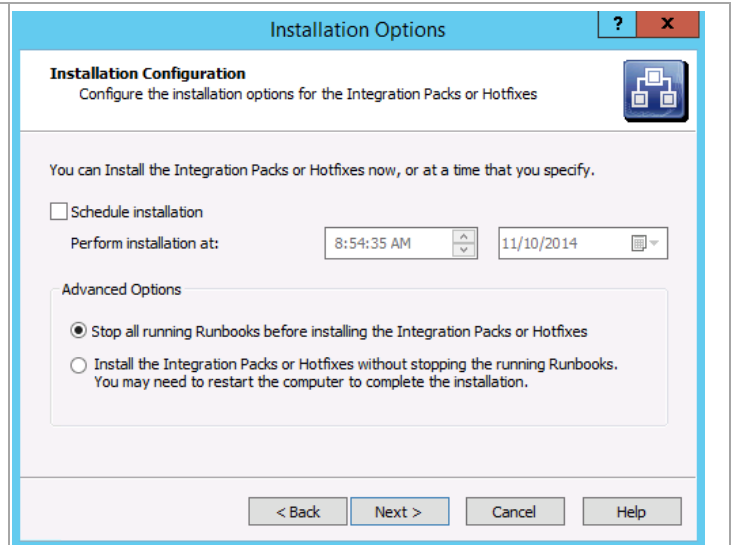 Installation Options
? x
Installation Configuration
Configure the installation options for the Integration Packs or Hotfixes
You can Install the Integration Packs or Hotfixes now, or at a time that you specify.
Schedule installation
Perform installation at: 8:54:35 AM 11/10/2014
Advanced Options
Stop all running Runbooks before installing the Integration Packs or Hotfixes
Install the Integration Packs or Hotfixes without stopping the running Runbooks.
You may need to restart the computer to complete the installation.
< Back Next > Cancel Help